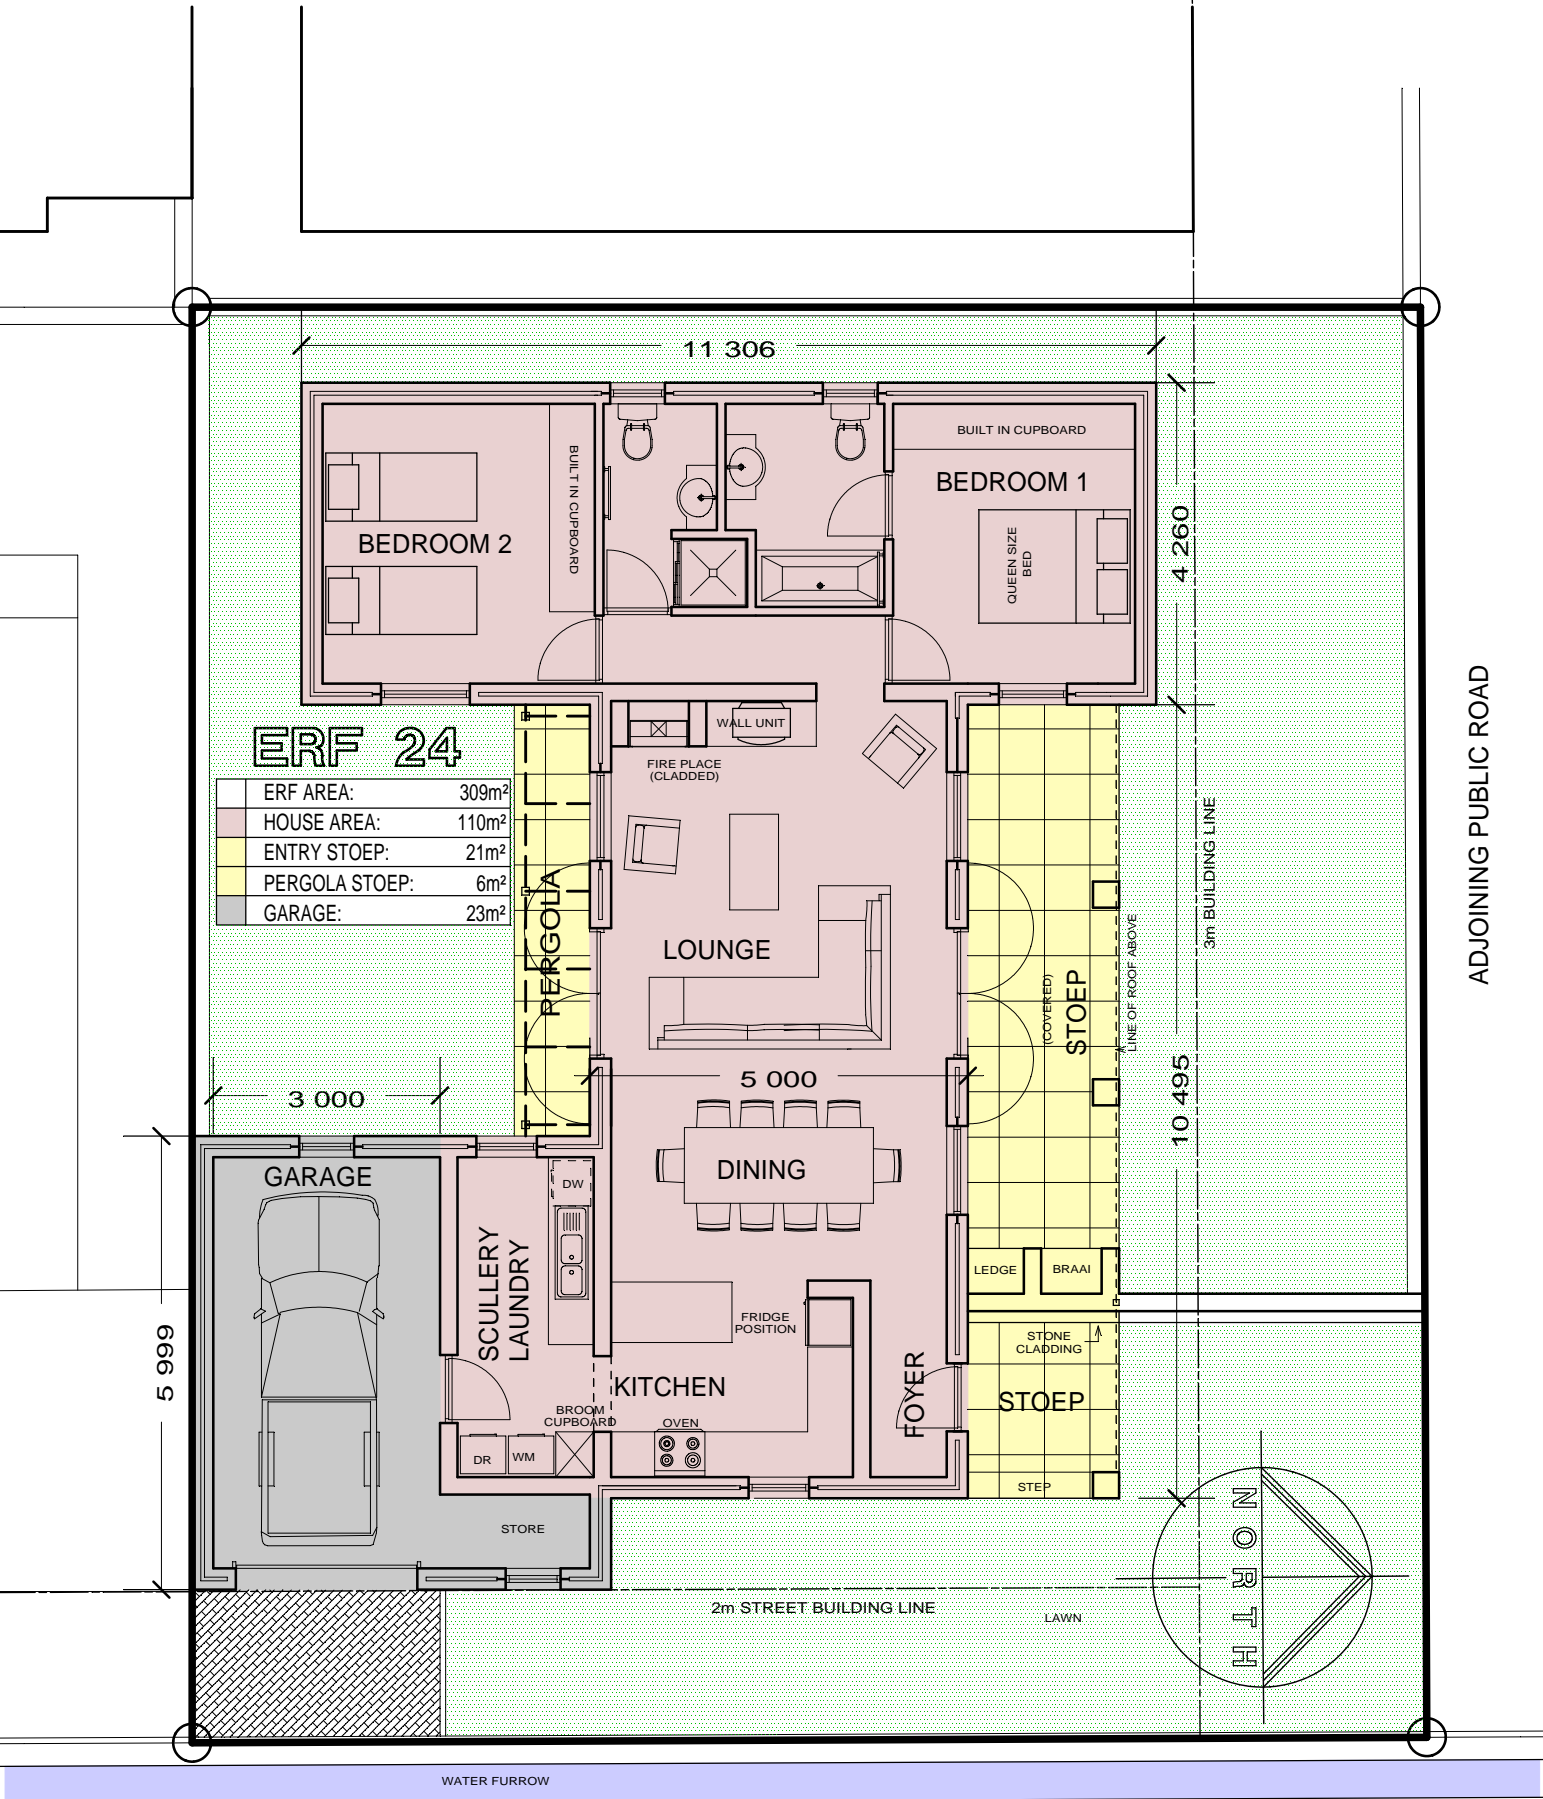 11 306
BUILT IN CUPBOARD
BEDROOM 1
BUILT IN CUPBOARD
BEDROOM 2
QUEEN SIZE
BED
4 260
ERF 24
ERF AREA: 309m²
HOUSE AREA: 110m²
ENTRY STOEP: 21m²
PERGOLA STOEP: 6m²
GARAGE: 23m²
WALL UNIT
FIRE PLACE
(CLADDED)
PERGOLA
LOUNGE
(COVERED)
STOEP
LINE OF ROOF ABOVE
3m BUILDING LINE
ADJOINING PUBLIC ROAD
3 000
5 000
10 495
GARAGE
DW
DINING
SCULLERY
LAUNDRY
LEDGE
BRAAI
FRIDGE
POSITION
STONE
CLADDING
5 999
KITCHEN
BROOM
CUPBOARD
OVEN
FOYER
STOEP
DR
WM
STEP
STORE
NORTH
2m STREET BUILDING LINE
LAWN
WATER FURROW